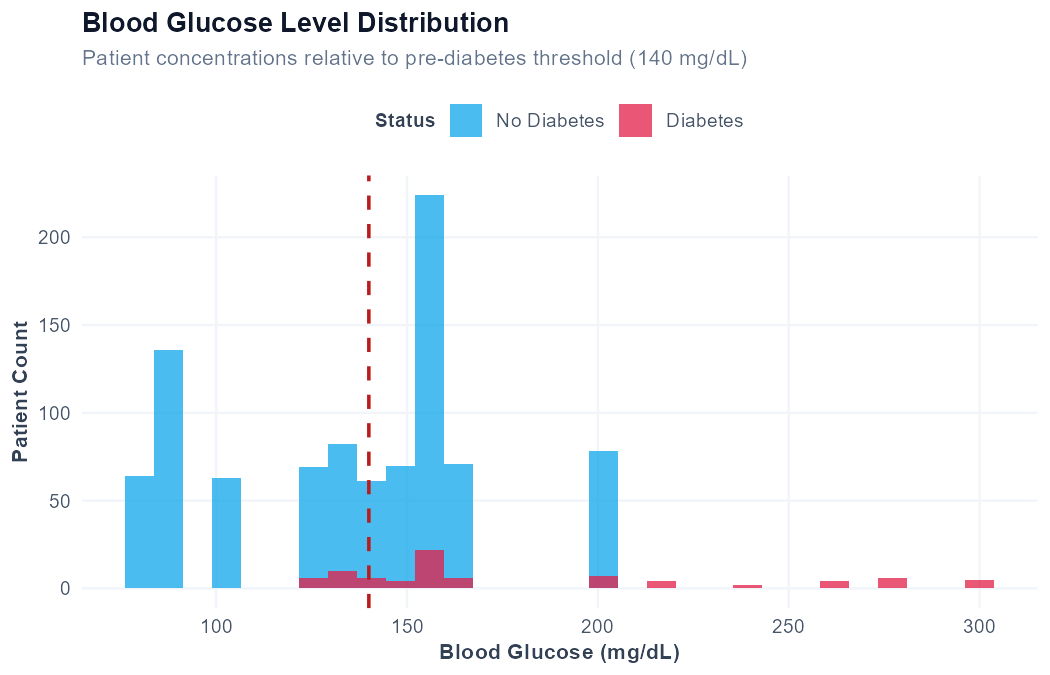 Blood Glucose Level Distribution
Patient concentrations relative to pre-diabetes threshold (140 mg/dL)
Status No Diabetes Diabetes
Patient Count
200
150
100
50
0
100 150 200 250 300
Blood Glucose (mg/dL)